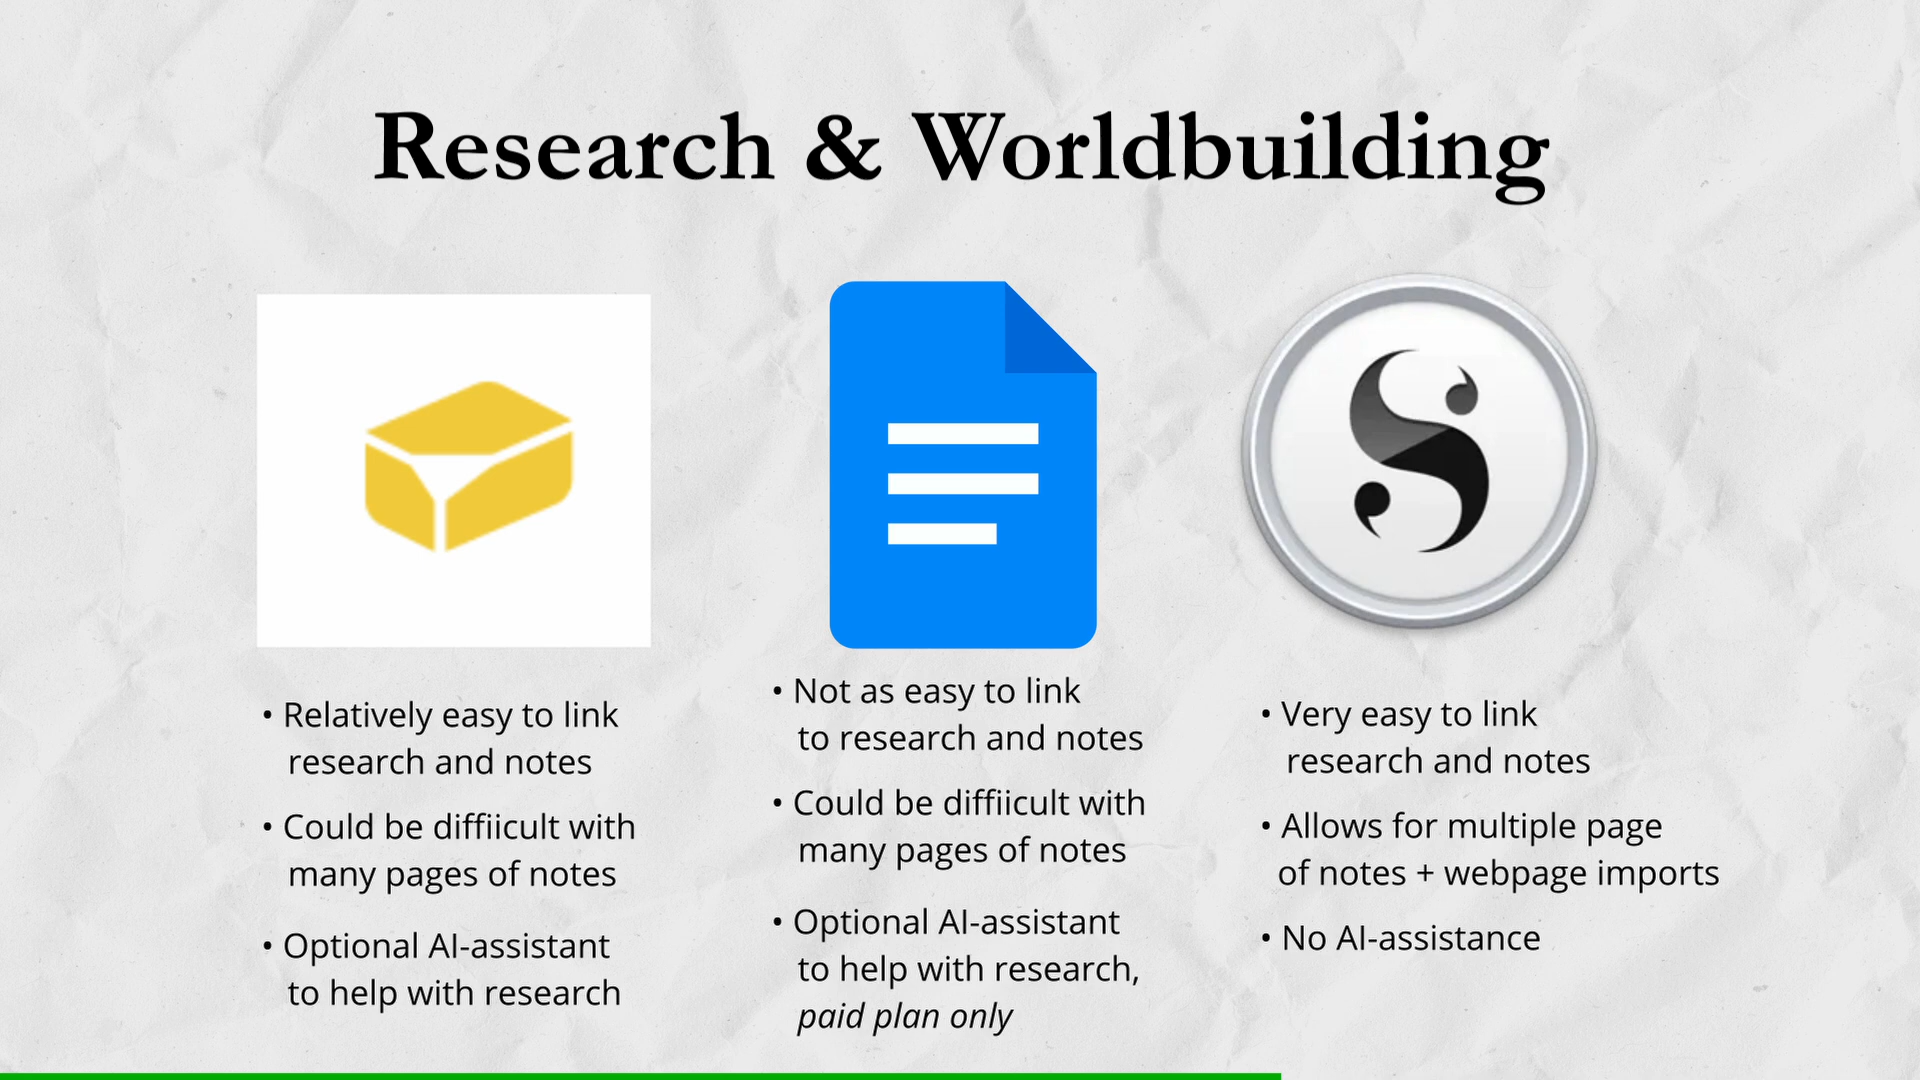 Research & Worldbuilding
• Relatively easy to link
research and notes
• Could be diffiicult with
many pages of notes
• Optional AI-assistant
to help with research
• Not as easy to link
to research and notes
• Could be diffiicult with
many pages of notes
• Optional AI-assistant
to help with research,
paid plan only
• Very easy to link
research and notes
• Allows for multiple page
of notes + webpage imports
• No AI-assistance